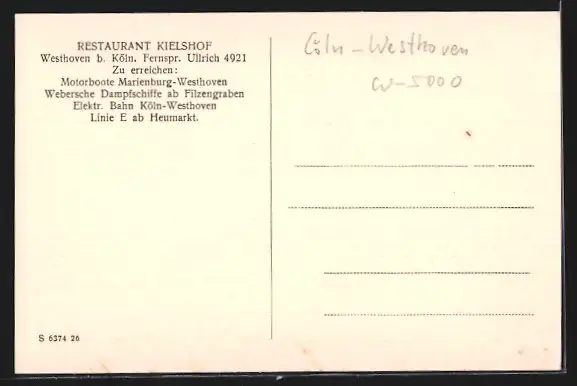 RESTAURANT KIELSHOF
Westhoven b. Köln. Fernspr. Ullrich 4921
Zu erreichen:
Motorboote Marienburg-Westhoven
Webersche Dampfschiffe ab Filzengraben
Elektr. Bahn Köln-Westhoven
Linie E ab Heumarkt.
S 6374 26
Cöln - Westhoven
W-5000